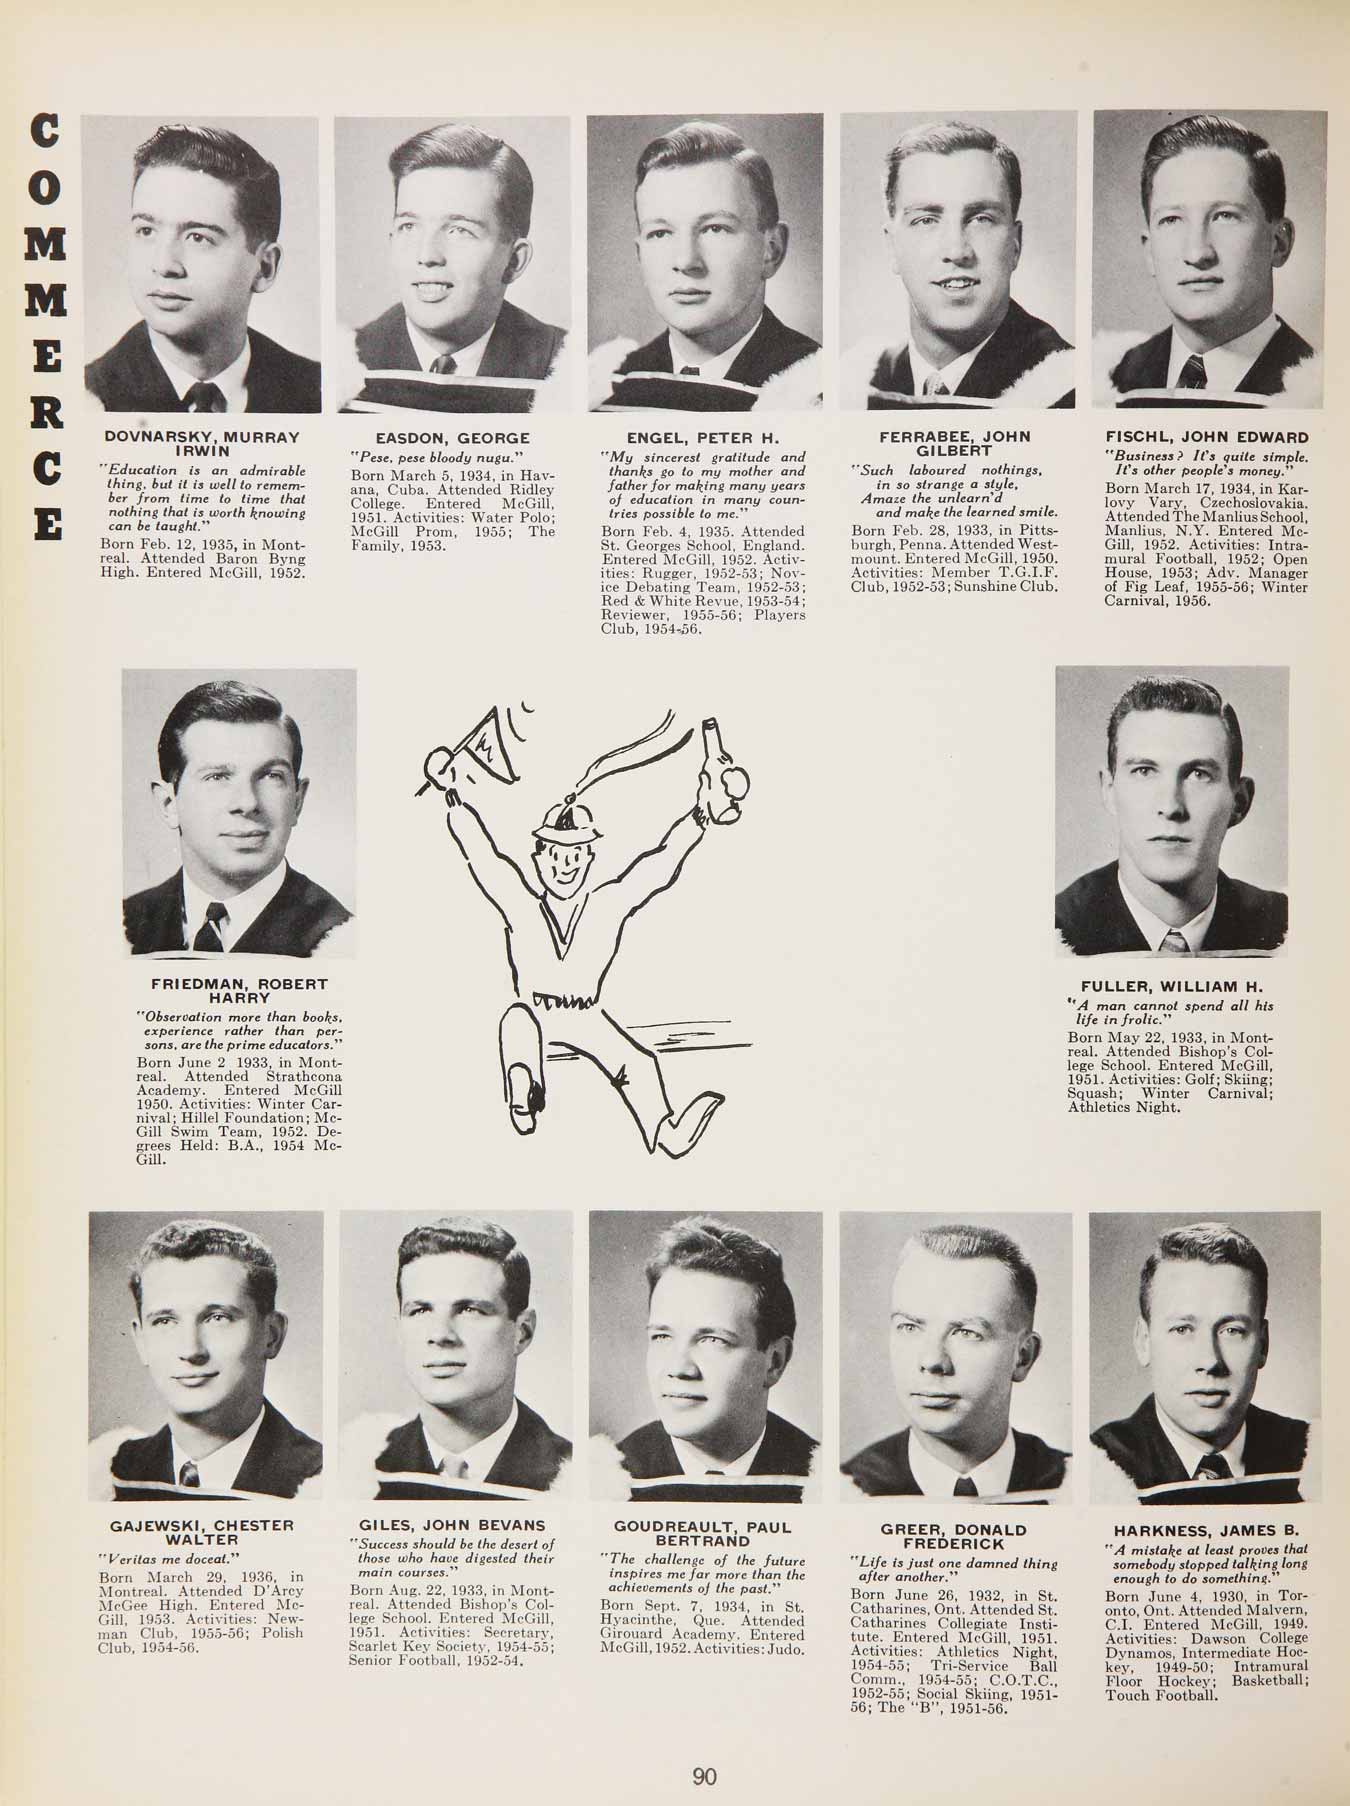 COMMERCE
DOVNARSKY, MURRAY
IRWIN
"Education is an admirable
thing, but it is well to remem-
ber from time to time that
nothing that is worth knowing
can be taught."
Born Feb. 12, 1935, in Mont-
real. Attended Baron Byng
High. Entered McGill, 1952.
EASDON, GEORGE
"Pese, pese bloody nugu."
Born March 5, 1934, in Hav-
ana, Cuba. Attended Ridley
College. Entered McGill,
1951. Activities: Water Polo;
McGill Prom, 1955; The
Family, 1953.
ENGEL, PETER H.
"My sincerest gratitude and
thanks go to my mother and
father for making many years
of education in many coun-
tries possible to me."
Born Feb. 4, 1935. Attended
St. Georges School, England.
Entered McGill, 1952. Activ-
ities: Rugger, 1952-53; Nov-
ice Debating Team, 1952-53;
Red & White Revue, 1953-54;
Reviewer, 1955-56; Players
Club, 1954-56.
FERRABEE, JOHN
GILBERT
"Such laboured nothings,
in so strange a style,
Amaze the unlearn'd
and make the learned smile.
Born Feb. 28, 1933, in Pitts-
burgh, Penna. Attended West-
mount. Entered McGill, 1950.
Activities: Member T.G.I.F.
Club, 1952-53; Sunshine Club.
FISCHL, JOHN EDWARD
"Business? It's quite simple.
It's other people's money."
Born March 17, 1934, in Kar-
lovy Vary, Czechoslovakia.
Attended The Manlius School,
Manlius, N.Y. Entered Mc-
Gill, 1952. Activities: Intra-
mural Football, 1952; Open
House, 1953; Adv. Manager
of Fig Leaf, 1955-56; Winter
Carnival, 1956.
FRIEDMAN, ROBERT
HARRY
"Observation more than books,
experience rather than per-
sons, are the prime educators."
Born June 2 1933, in Mont-
real. Attended Strathcona
Academy. Entered McGill
1950. Activities: Winter Car-
nival; Hillel Foundation; Mc-
Gill Swim Team, 1952. De-
grees Held: B.A., 1954 Mc-
Gill.
M
FULLER, WILLIAM H.
"A man cannot spend all his
life in frolic."
Born May 22, 1933, in Mont-
real. Attended Bishop's Col-
lege School. Entered McGill,
1951. Activities: Golf; Skiing;
Squash; Winter Carnival;
Athletics Night.
GAJEWSKI, CHESTER
WALTER
"Veritas me doceat."
Born March 29, 1936, in
Montreal. Attended D'Arcy
McGee High. Entered Mc-
Gill, 1953. Activities: New-
man Club, 1955-56; Polish
Club, 1954-56.
GILES, JOHN BEVANS
"Success should be the desert of
those who have digested their
main courses."
Born Aug. 22, 1933, in Mont-
real. Attended Bishop's Col-
lege School. Entered McGill,
1951. Activities: Secretary,
Scarlet Key Society, 1954-55;
Senior Football, 1952-54.
GOUDREAULT, PAUL
BERTRAND
"The challenge of the future
inspires me far more than the
achievements of the past."
Born Sept. 7, 1934, in St.
Hyacinthe, Que. Attended
Girouard Academy. Entered
McGill, 1952. Activities: Judo.
GREER, DONALD
FREDERICK
"Life is just one damned thing
after another."
Born June 26, 1932, in St.
Catharines, Ont. Attended St.
Catharines Collegiate Insti-
tute. Entered McGill, 1951.
Activities: Athletics Night,
1954-55; Tri-Service Ball
Comm., 1954-55; C.O.T.C.,
1952-55; Social Skiing, 1951-
56; The "B", 1951-56.
HARKNESS, JAMES B.
"A mistake at least proves that
somebody stopped talking long
enough to do something."
Born June 4, 1930, in Tor-
onto, Ont. Attended Malvern,
C.I. Entered McGill, 1949.
Activities: Dawson College
Dynamos, Intermediate Hoc-
key, 1949-50; Intramural
Floor Hockey; Basketball;
Touch Football.
90